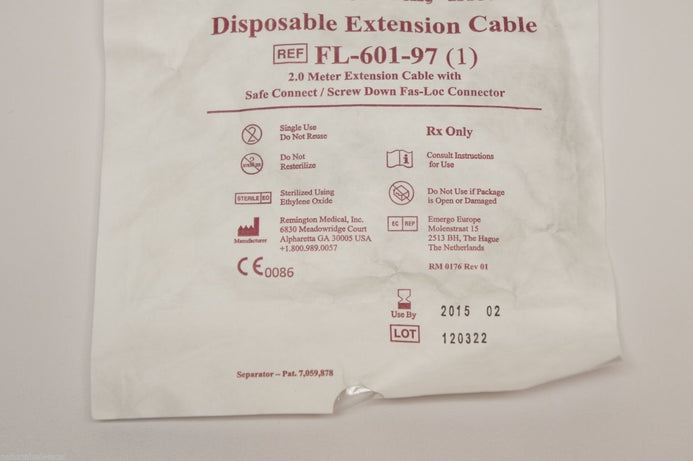 Disposable Extension Cable
REF FL-601-97 (1)
2.0 Meter Extension Cable with
Safe Connect / Screw Down Fas-Loc Connector
Single Use
Do Not Reuse
Rx Only
Do Not
Resterilize
Consult Instructions
for Use
STERILE EO
Sterilized Using
Ethylene Oxide
Do Not Use if Package
is Open or Damaged
Manufacturer
Remington Medical, Inc.
6830 Meadowridge Court
Alpharetta GA 30005 USA
+1.800.989.0057
EC REP
Emergo Europe
Molenstraat 15
2513 BH, The Hague
The Netherlands
CE 0086
RM 0176 Rev 01
Use By 2015 02
LOT 120322
Separator – Pat. 7,059,878